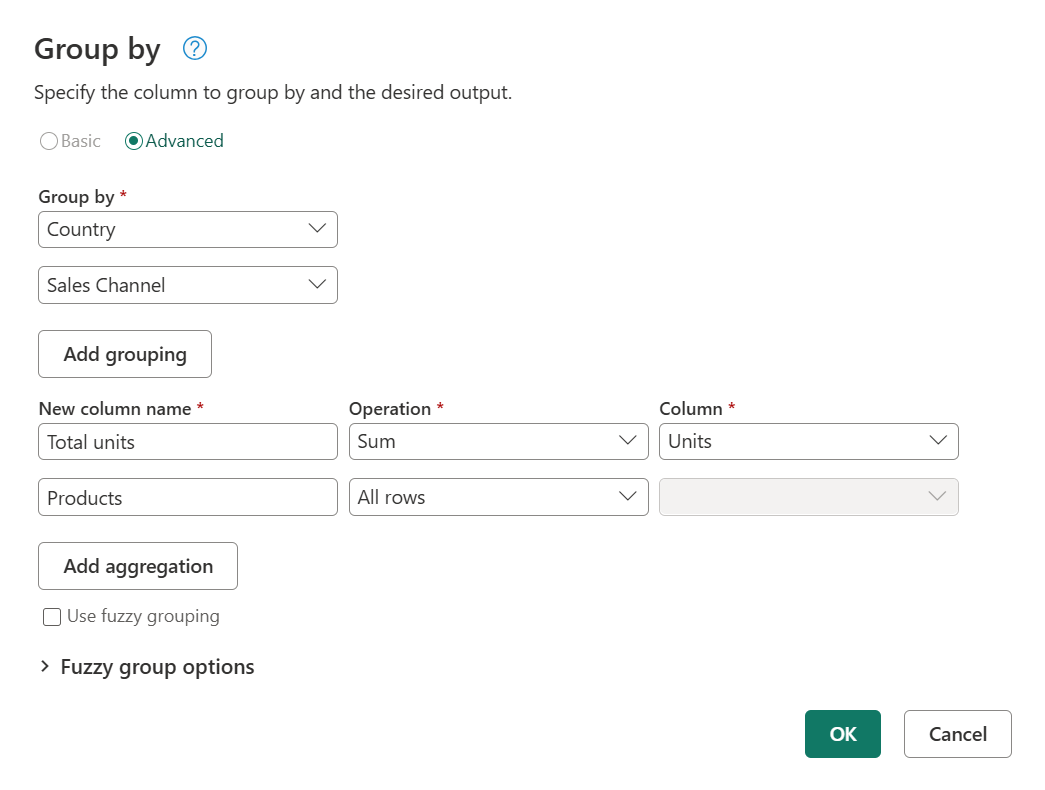 Group by ?
Specify the column to group by and the desired output.
Basic Advanced
Group by *
Country
Sales Channel
Add grouping
New column name * Operation * Column *
Total units Sum Units
Products All rows
Add aggregation
Use fuzzy grouping
Fuzzy group options
OK Cancel